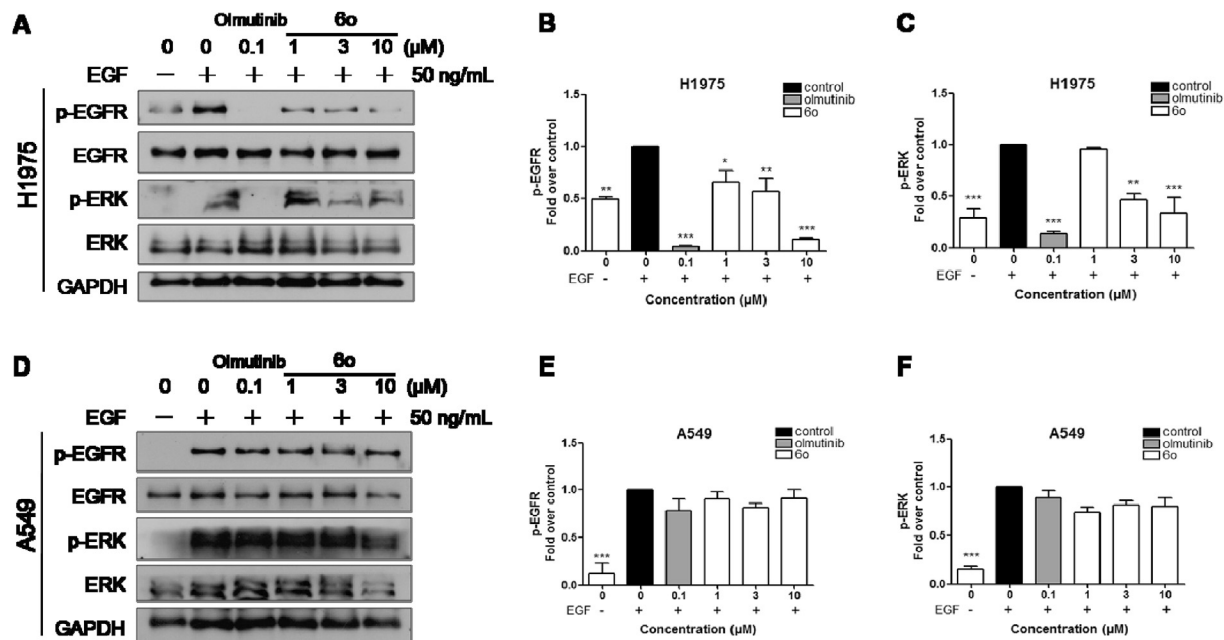 A
Olmutinib 6o
0 0 0.1 1 3 10 (μM)
EGF − + + + + + 50 ng/mL
H1975
p-EGFR
EGFR
p-ERK
ERK
GAPDH
B
H1975
control
olmutinib
6o
p-EGFR
Fold over control
1.5
1.0
0.5
0.0
** *** * ** ***
0 0 0.1 1 3 10
EGF - + + + + +
Concentration (μM)
C
H1975
control
olmutinib
6o
p-ERK
Fold over control
1.5
1.0
0.5
0.0
*** *** ** ***
0 0 0.1 1 3 10
EGF - + + + + +
Concentration (μM)
D
Olmutinib 6o
0 0 0.1 1 3 10 (μM)
EGF − + + + + + 50 ng/mL
A549
p-EGFR
EGFR
p-ERK
ERK
GAPDH
E
A549
control
olmutinib
6o
p-EGFR
Fold over control
1.5
1.0
0.5
0.0
***
0 0 0.1 1 3 10
EGF - + + + + +
Concentration (μM)
F
A549
control
olmutinib
6o
p-ERK
Fold over control
1.5
1.0
0.5
0.0
***
0 0 0.1 1 3 10
EGF - + + + + +
Concentration (μM)